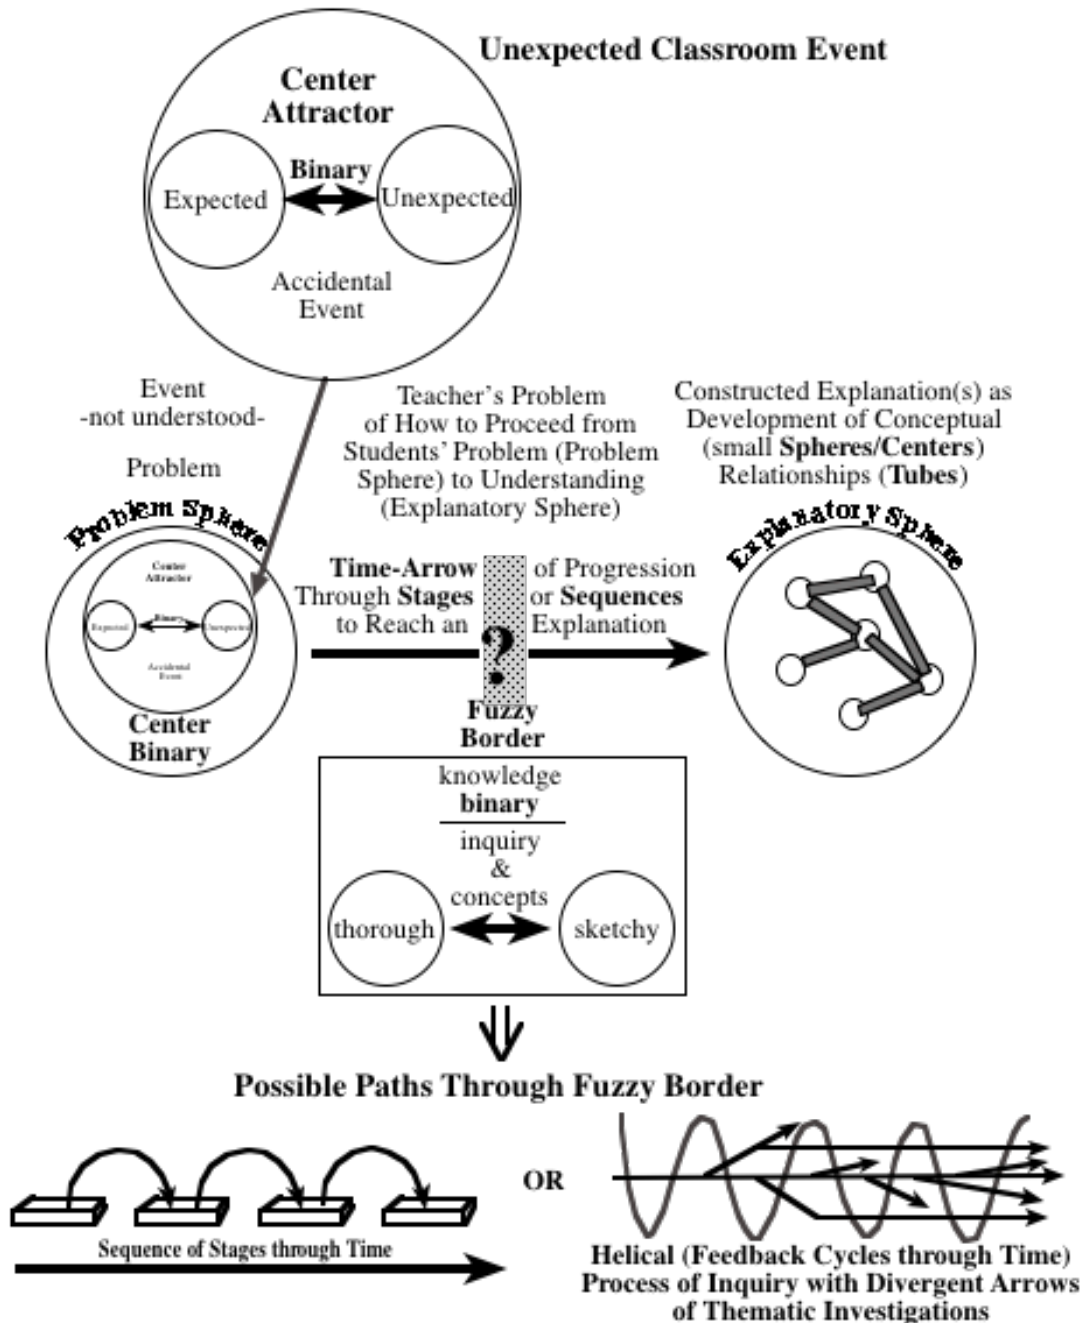 Unexpected Classroom Event
Center
Attractor
Binary
Expected
Unexpected
Accidental
Event
Event
-not understood-
Problem
Teacher's Problem
of How to Proceed from
Students' Problem (Problem
Sphere) to Understanding
(Explanatory Sphere)
Constructed Explanation(s) as
Development of Conceptual
(small Spheres/Centers)
Relationships (Tubes)
Problem Sphere
Center
Attractor
Binary
Expected
Unexpected
Accidental
Event
Center
Binary
Time-Arrow of Progression
Through Stages or Sequences
to Reach an Explanation
?
Fuzzy
Border
Explanatory Sphere
knowledge
binary
inquiry
&
concepts
thorough
sketchy
Possible Paths Through Fuzzy Border
Sequence of Stages through Time
OR
Helical (Feedback Cycles through Time)
Process of Inquiry with Divergent Arrows
of Thematic Investigations